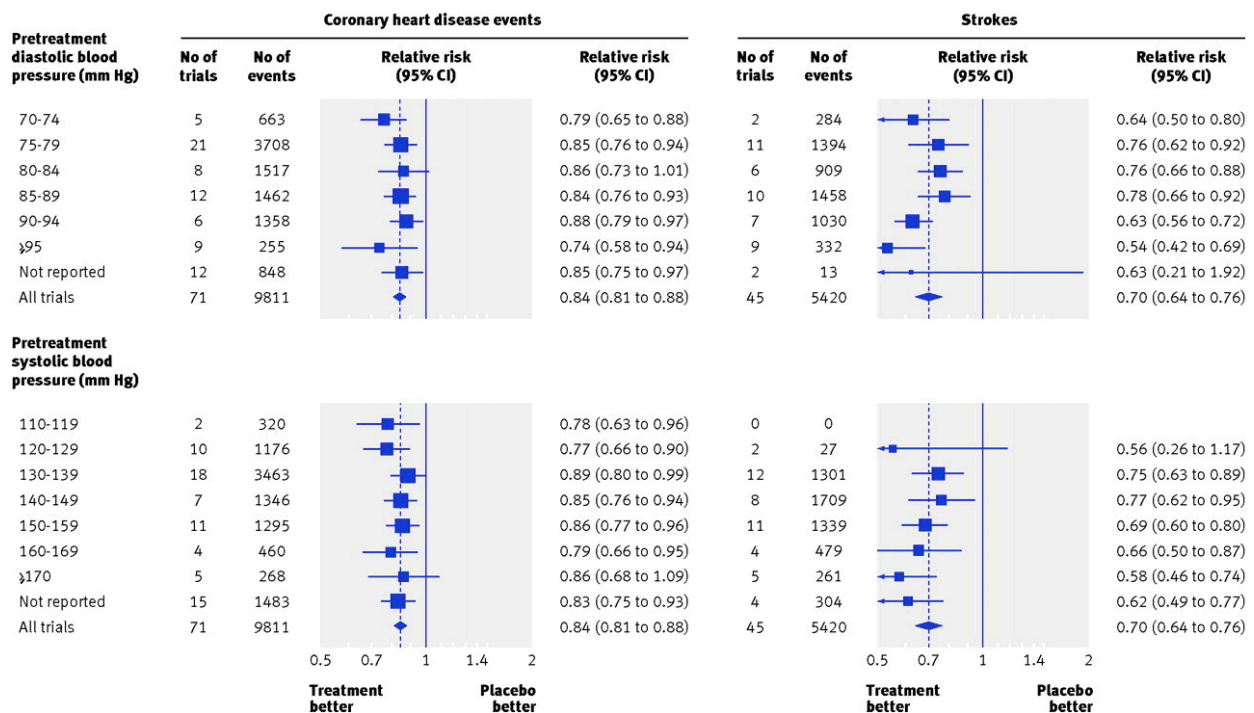 Coronary heart disease events Strokes
Pretreatment diastolic blood pressure (mm Hg) No of trials No of events Relative risk (95% CI) Relative risk (95% CI) No of trials No of events Relative risk (95% CI) Relative risk (95% CI)
70-74 5 663 0.79 (0.65 to 0.88) 2 284 0.64 (0.50 to 0.80)
75-79 21 3708 0.85 (0.76 to 0.94) 11 1394 0.76 (0.62 to 0.92)
80-84 8 1517 0.86 (0.73 to 1.01) 6 909 0.76 (0.66 to 0.88)
85-89 12 1462 0.84 (0.76 to 0.93) 10 1458 0.78 (0.66 to 0.92)
90-94 6 1358 0.88 (0.79 to 0.97) 7 1030 0.63 (0.56 to 0.72)
≥95 9 255 0.74 (0.58 to 0.94) 9 332 0.54 (0.42 to 0.69)
Not reported 12 848 0.85 (0.75 to 0.97) 2 13 0.63 (0.21 to 1.92)
All trials 71 9811 0.84 (0.81 to 0.88) 45 5420 0.70 (0.64 to 0.76)
Pretreatment
systolic blood
pressure (mm Hg)
110-119 2 320 0.78 (0.63 to 0.96) 0 0
120-129 10 1176 0.77 (0.66 to 0.90) 2 27 0.56 (0.26 to 1.17)
130-139 18 3463 0.89 (0.80 to 0.99) 12 1301 0.75 (0.63 to 0.89)
140-149 7 1346 0.85 (0.76 to 0.94) 8 1709 0.77 (0.62 to 0.95)
150-159 11 1295 0.86 (0.77 to 0.96) 11 1339 0.69 (0.60 to 0.80)
160-169 4 460 0.79 (0.66 to 0.95) 4 479 0.66 (0.50 to 0.87)
≥170 5 268 0.86 (0.68 to 1.09) 5 261 0.58 (0.46 to 0.74)
Not reported 15 1483 0.83 (0.75 to 0.93) 4 304 0.62 (0.49 to 0.77)
All trials 71 9811 0.84 (0.81 to 0.88) 45 5420 0.70 (0.64 to 0.76)
0.5 0.7 1 1.4 2 0.5 0.7 1 1.4 2
Treatment better Placebo better Treatment better Placebo better